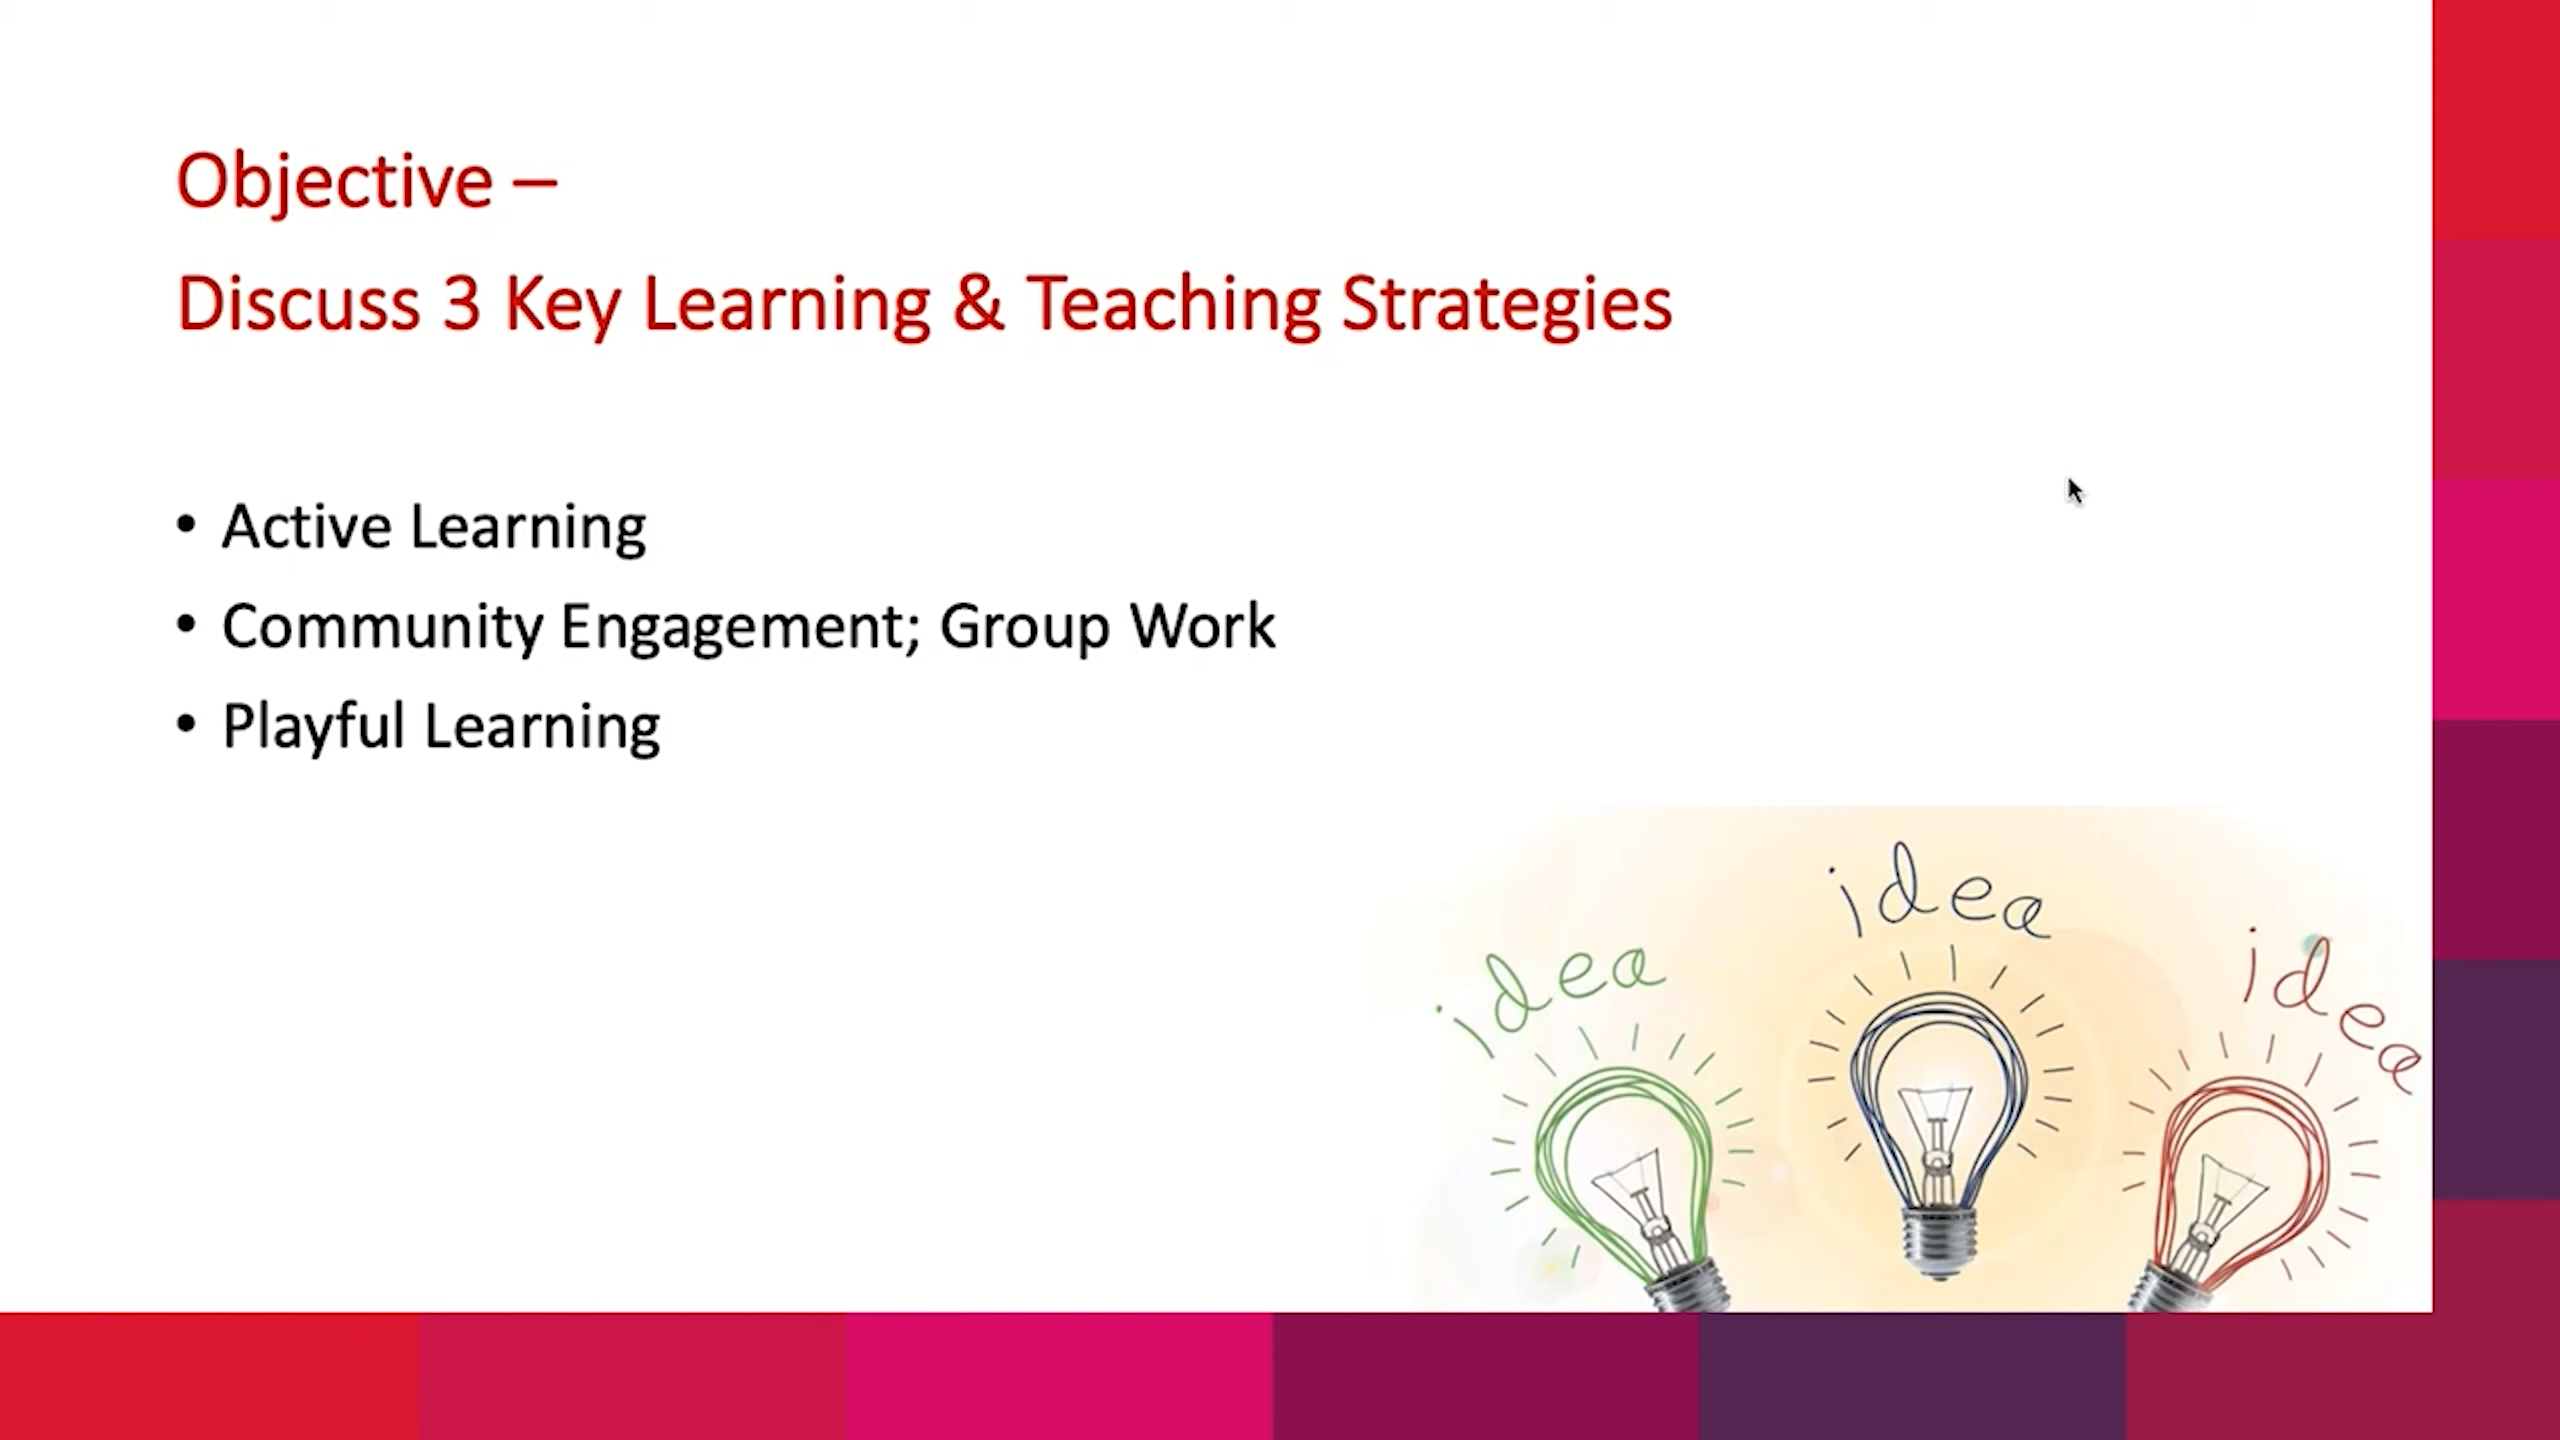 Objective –
Discuss 3 Key Learning & Teaching Strategies
• Active Learning
• Community Engagement; Group Work
• Playful Learning
idea
idea
idea